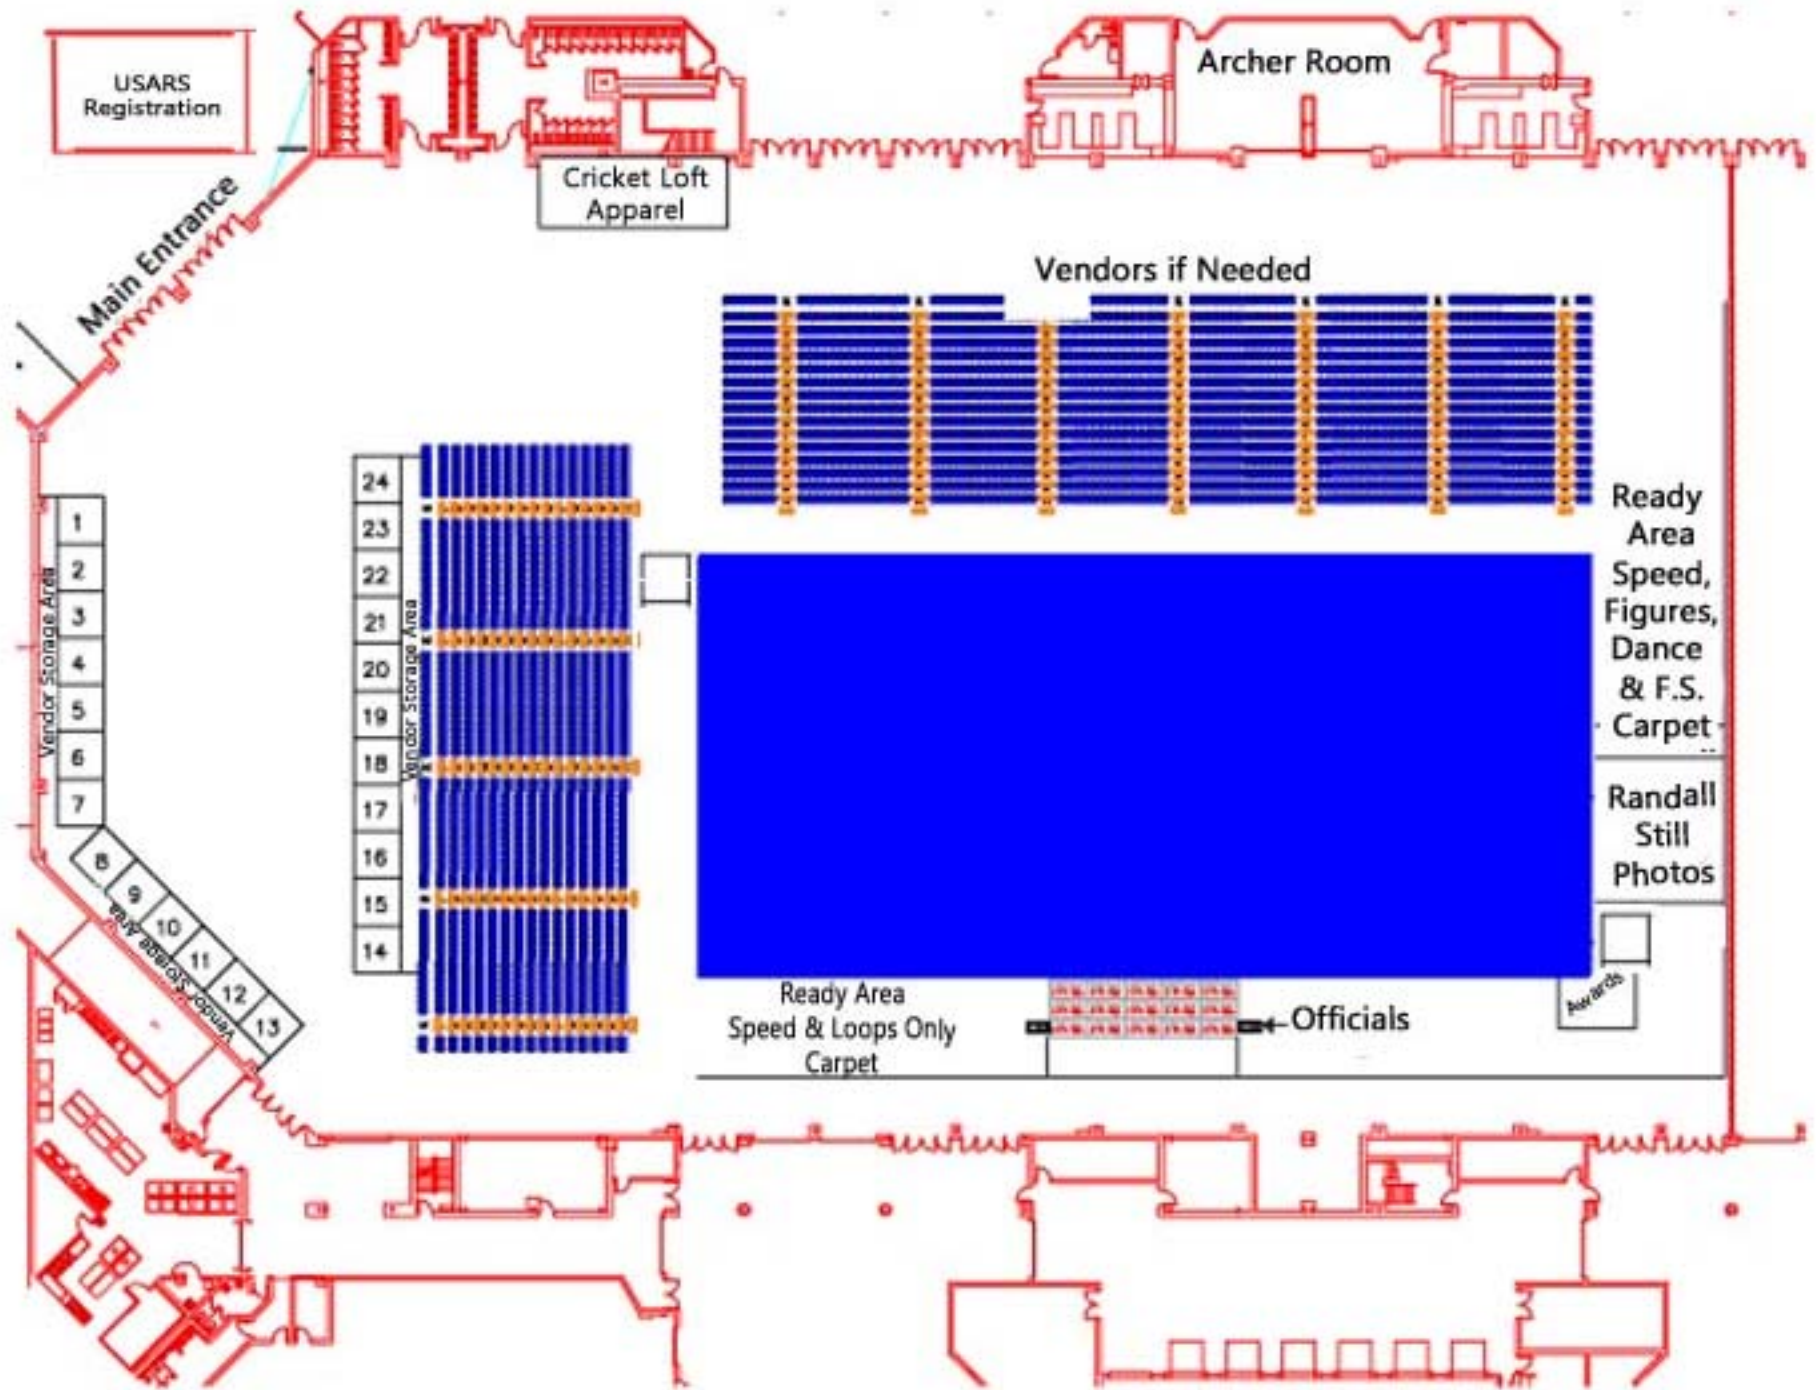 USARS
Registration
Archer Room
Main Entrance
Cricket Loft
Apparel
Vendors if Needed
24
23
22
21
20
19
18
17
16
15
14
Vendor Storage Area
1
2
3
4
5
6
7
Vendor Storage Area
8
9
10
11
12
13
Vendor Storage Area
Ready
Area
Speed,
Figures,
Dance
& F.S.
Carpet
Randall
Still
Photos
Awards
Ready Area
Speed & Loops Only
Carpet
Officials